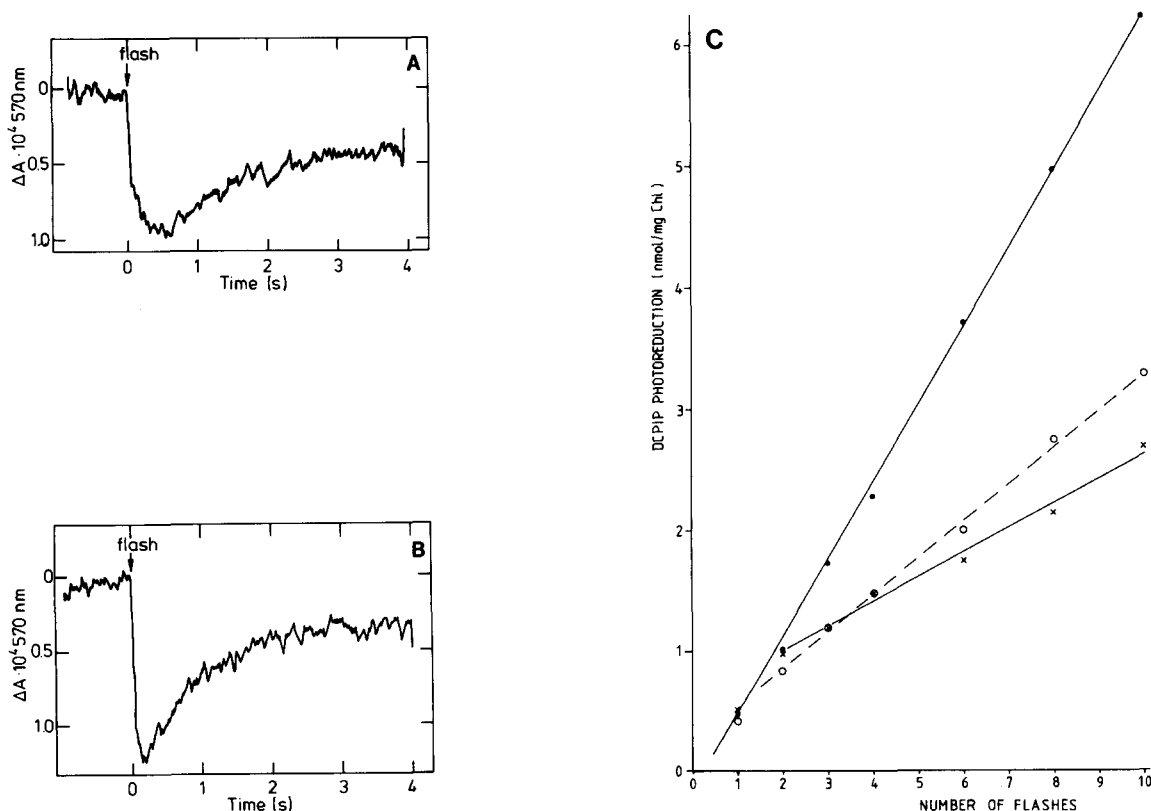 flash
A
ΔA·10⁴ 570nm
0
0.5
1.0
0 1 2 3 4
Time (s)
flash
B
ΔA·10⁴ 570 nm
0
0.5
1.0
0 1 2 3 4
Time (s)
C
DCPIP PHOTOREDUCTION (nmol/mg Chl)
6
5
4
3
2
1
0
0 1 2 3 4 5 6 7 8 9 10
NUMBER OF FLASHES